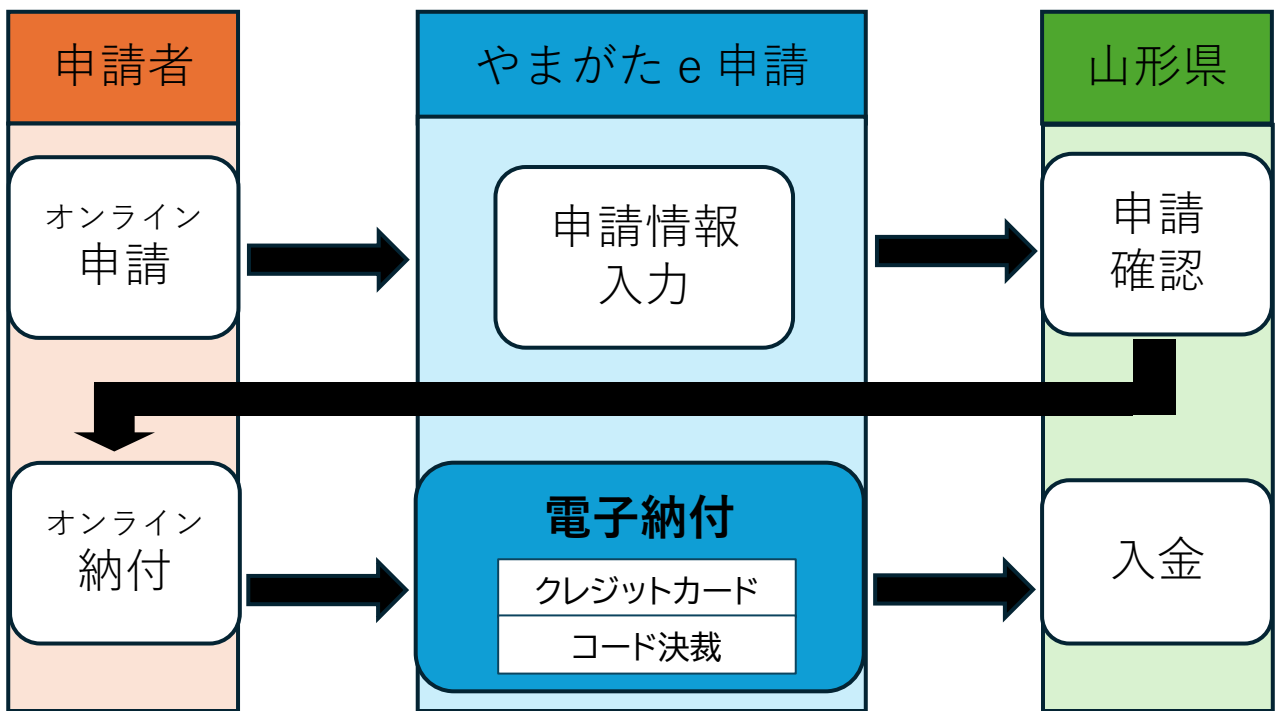 申請者
やまがたｅ申請
山形県
オンライン
申請
申請情報
入力
申請
確認
オンライン
納付
電子納付
クレジットカード
コード決裁
入金